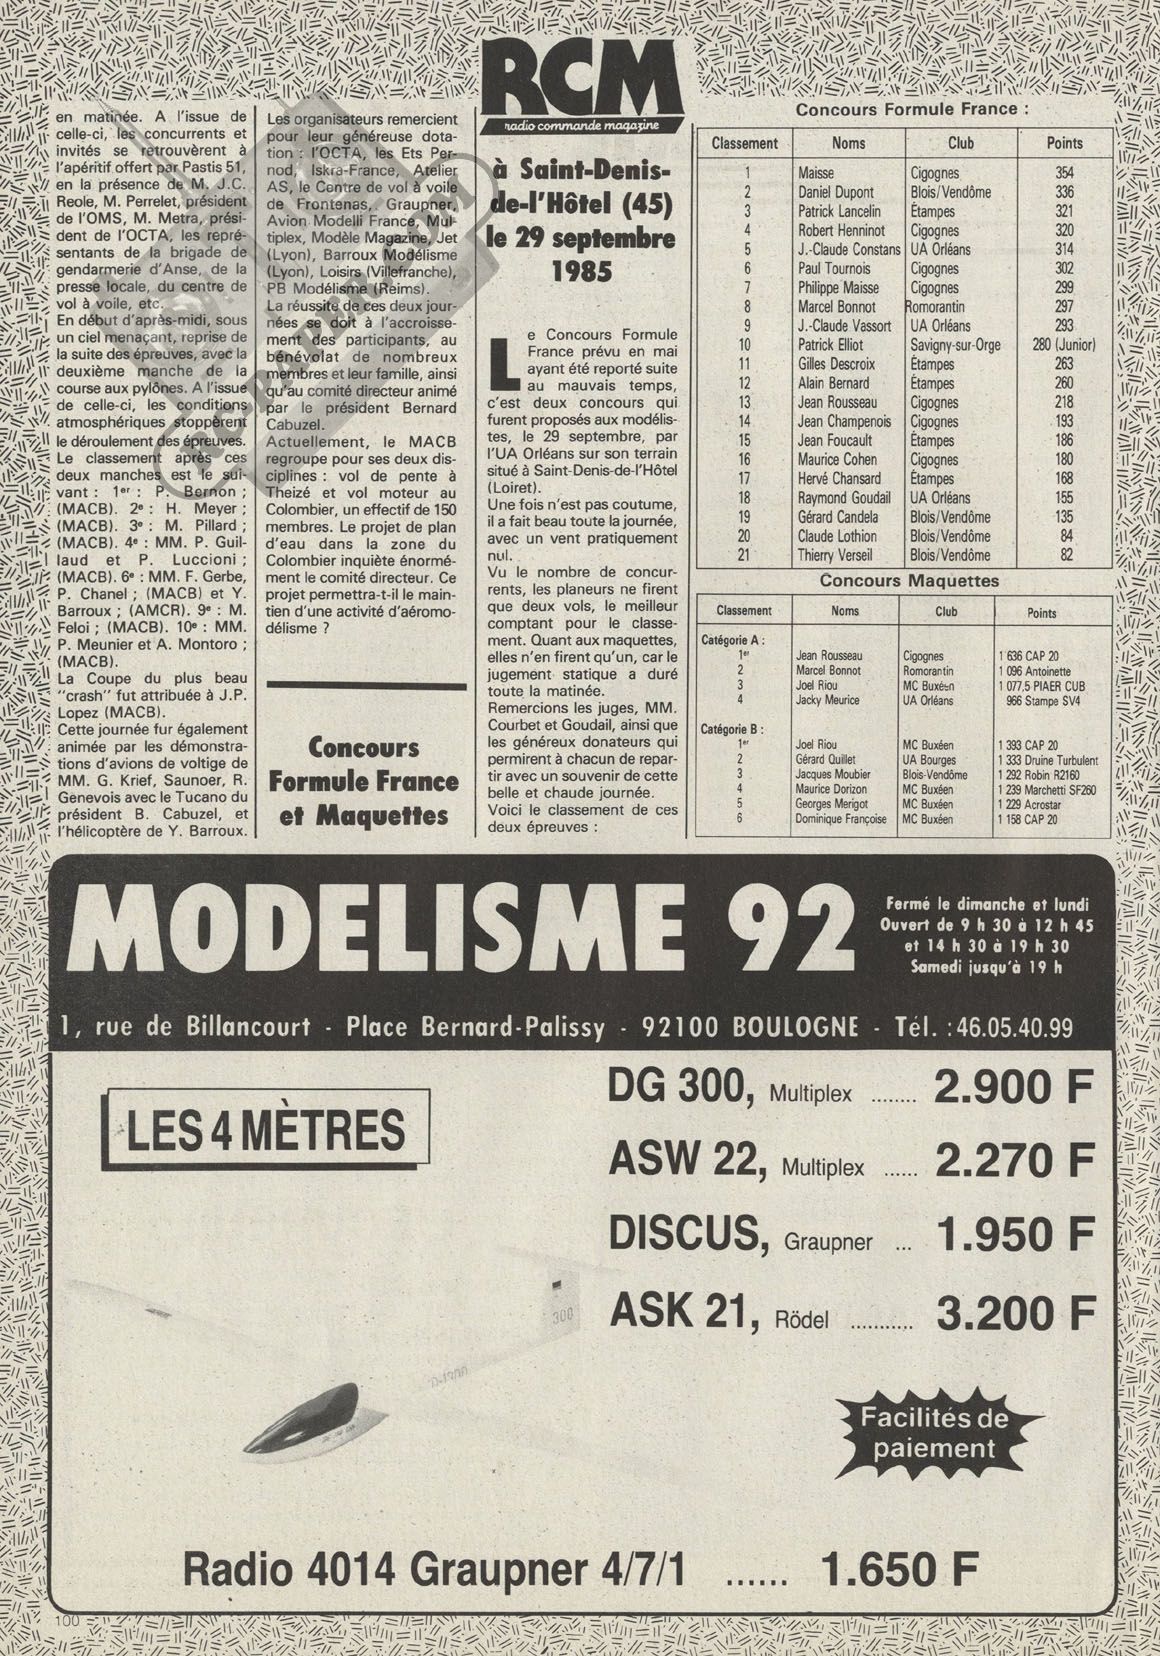 en matinée. A l'issue de
celle-ci, les concurrents et
invités se retrouvèrent à
l'apéritif offert par Pastis 51,
en la présence de M. J.C.
Reole, M. Perrelet, président
de l'OMS, M. Metra, prési-
dent de l'OCTA, les repré-
sentants de la brigade de
gendarmerie d'Anse, de la
presse locale, du centre de
vol à voile, etc.
En début d'après-midi, sous
un ciel menaçant, reprise de
la suite des épreuves, avec la
deuxième manche de la
course aux pylônes. A l'issue
de celle-ci, les conditions
atmosphériques stoppèrent
le déroulement des épreuves.
Le classement après ces
deux manches est le sui-
vant : 1er : P. Bernon ;
(MACB). 2e : H. Meyer ;
(MACB). 3e : M. Pillard ;
(MACB). 4e : MM. P. Guil-
laud et P. Luccioni ;
(MACB). 6e : MM. F. Gerbe,
P. Chanel ; (MACB) et Y.
Barroux ; (AMCR). 9e : M.
Feloi ; (MACB). 10e : MM.
P. Meunier et A. Montoro ;
(MACB).
La Coupe du plus beau
"crash" fut attribuée à J.P.
Lopez (MACB).
Cette journée fur également
animée par les démonstra-
tions d'avions de voltige de
MM. G. Krief, Saunoer, R.
Genevois avec le Tucano du
président B. Cabuzel, et
l'hélicoptère de Y. Barroux.
Les organisateurs remercient
pour leur généreuse dota-
tion : l'OCTA, les Ets Per-
nod, Iskra-France, Atelier
AS, le Centre de vol à voile
de Frontenas, Graupner,
Avion Modelli France, Mul-
tiplex, Modèle Magazine, Jet
(Lyon), Barroux Modélisme
(Lyon), Loisirs (Villefranche),
PB Modélisme (Reims).
La réussite de ces deux jour-
nées se doit à l'accroisse-
ment des participants, au
bénévolat de nombreux
membres et leur famille, ainsi
qu'au comité directeur animé
par le président Bernard
Cabuzel.
Actuellement, le MACB
regroupe pour ses deux dis-
ciplines : vol de pente à
Theizé et vol moteur au
Colombier, un effectif de 150
membres. Le projet de plan
d'eau dans la zone du
Colombier inquiète énormé-
ment le comité directeur. Ce
projet permettra-t-il le main-
tien d'une activité d'aéromo-
délisme ?
Concours
Formule France
et Maquettes
RCM
radio commande magazine
à Saint-Denis-
de-l'Hôtel (45)
le 29 septembre
1985
Le Concours Formule
France prévu en mai
ayant été reporté suite
au mauvais temps,
c'est deux concours qui
furent proposés aux modélis-
tes, le 29 septembre, par
l'UA Orléans sur son terrain
situé à Saint-Denis-de-l'Hôtel
(Loiret).
Une fois n'est pas coutume,
il a fait beau toute la journée,
avec un vent pratiquement
nul.
Vu le nombre de concur-
rents, les planeurs ne firent
que deux vols, le meilleur
comptant pour le classe-
ment. Quant aux maquettes,
elles n'en firent qu'un, car le
jugement statique a duré
toute la matinée.
Remercions les juges, MM.
Courbet et Goudail, ainsi que
les généreux donateurs qui
permirent à chacun de repar-
tir avec un souvenir de cette
belle et chaude journée.
Voici le classement de ces
deux épreuves :
Concours Formule France :
Classement Noms Club Points
1 Maisse Cigognes 354
2 Daniel Dupont Blois/Vendôme 336
3 Patrick Lancelin Étampes 321
4 Robert Henninot Cigognes 320
5 J.-Claude Constans UA Orléans 314
6 Paul Tournois Cigognes 302
7 Philippe Maisse Cigognes 299
8 Marcel Bonnot Romorantin 297
9 J.-Claude Vassort UA Orléans 293
10 Patrick Elliot Savigny-sur-Orge 280 (Junior)
11 Gilles Descroix Étampes 263
12 Alain Bernard Étampes 260
13 Jean Rousseau Cigognes 218
14 Jean Champenois Cigognes 193
15 Jean Foucault Étampes 186
16 Maurice Cohen Cigognes 180
17 Hervé Chansard Étampes 168
18 Raymond Goudail UA Orléans 155
19 Gérard Candela Blois/Vendôme 135
20 Claude Lothion Blois/Vendôme 84
21 Thierry Verseil Blois/Vendôme 82
Concours Maquettes
Classement Noms Club Points
Catégorie A :
1er Jean Rousseau Cigognes 1 636 CAP 20
2 Marcel Bonnot Romorantin 1 096 Antoinette
3 Joel Riou MC Buxéen 1 077,5 PIAER CUB
4 Jacky Meurice UA Orléans 966 Stampe SV4
Catégorie B :
1er Joel Riou MC Buxéen 1 393 CAP 20
2 Gérard Quillet UA Bourges 1 333 Druine Turbulent
3 Jacques Moubier Blois-Vendôme 1 292 Robin R2160
4 Maurice Dorizon MC Buxéen 1 239 Marchetti SF260
5 Georges Merigot MC Buxéen 1 229 Acrostar
6 Dominique Françoise MC Buxéen 1 158 CAP 20
RC-PAPER.COM
MODELISME 92
Fermé le dimanche et lundi
Ouvert de 9 h 30 à 12 h 45
et 14 h 30 à 19 h 30
Samedi jusqu'à 19 h
1, rue de Billancourt - Place Bernard-Palissy - 92100 BOULOGNE - Tél. : 46.05.40.99
LES 4 MÈTRES
DG 300, Multiplex ........ 2.900 F
ASW 22, Multiplex ...... 2.270 F
DISCUS, Graupner ... 1.950 F
ASK 21, Rödel ........... 3.200 F
300
Facilités de
paiement
Radio 4014 Graupner 4/7/1 ...... 1.650 F
100